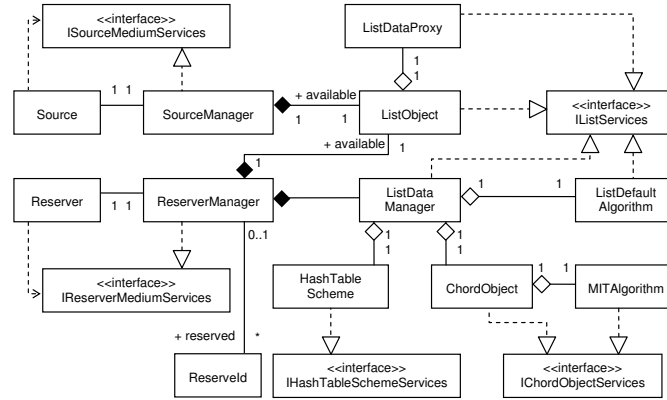 <<interface>>
ISourceMediumServices
ListDataProxy
1
1
Source
1 1
SourceManager
+ available
1
1
ListObject
<<interface>>
IListServices
+ available
1
1
Reserver
1 1
ReserverManager
ListData
Manager
1
1
ListDefault
Algorithm
0..1
1
1
1
1
<<interface>>
IReserverMediumServices
HashTable
Scheme
ChordObject
1
1
MITAlgorithm
+ reserved
*
ReserveId
<<interface>>
IHashTableSchemeServices
<<interface>>
IChordObjectServices